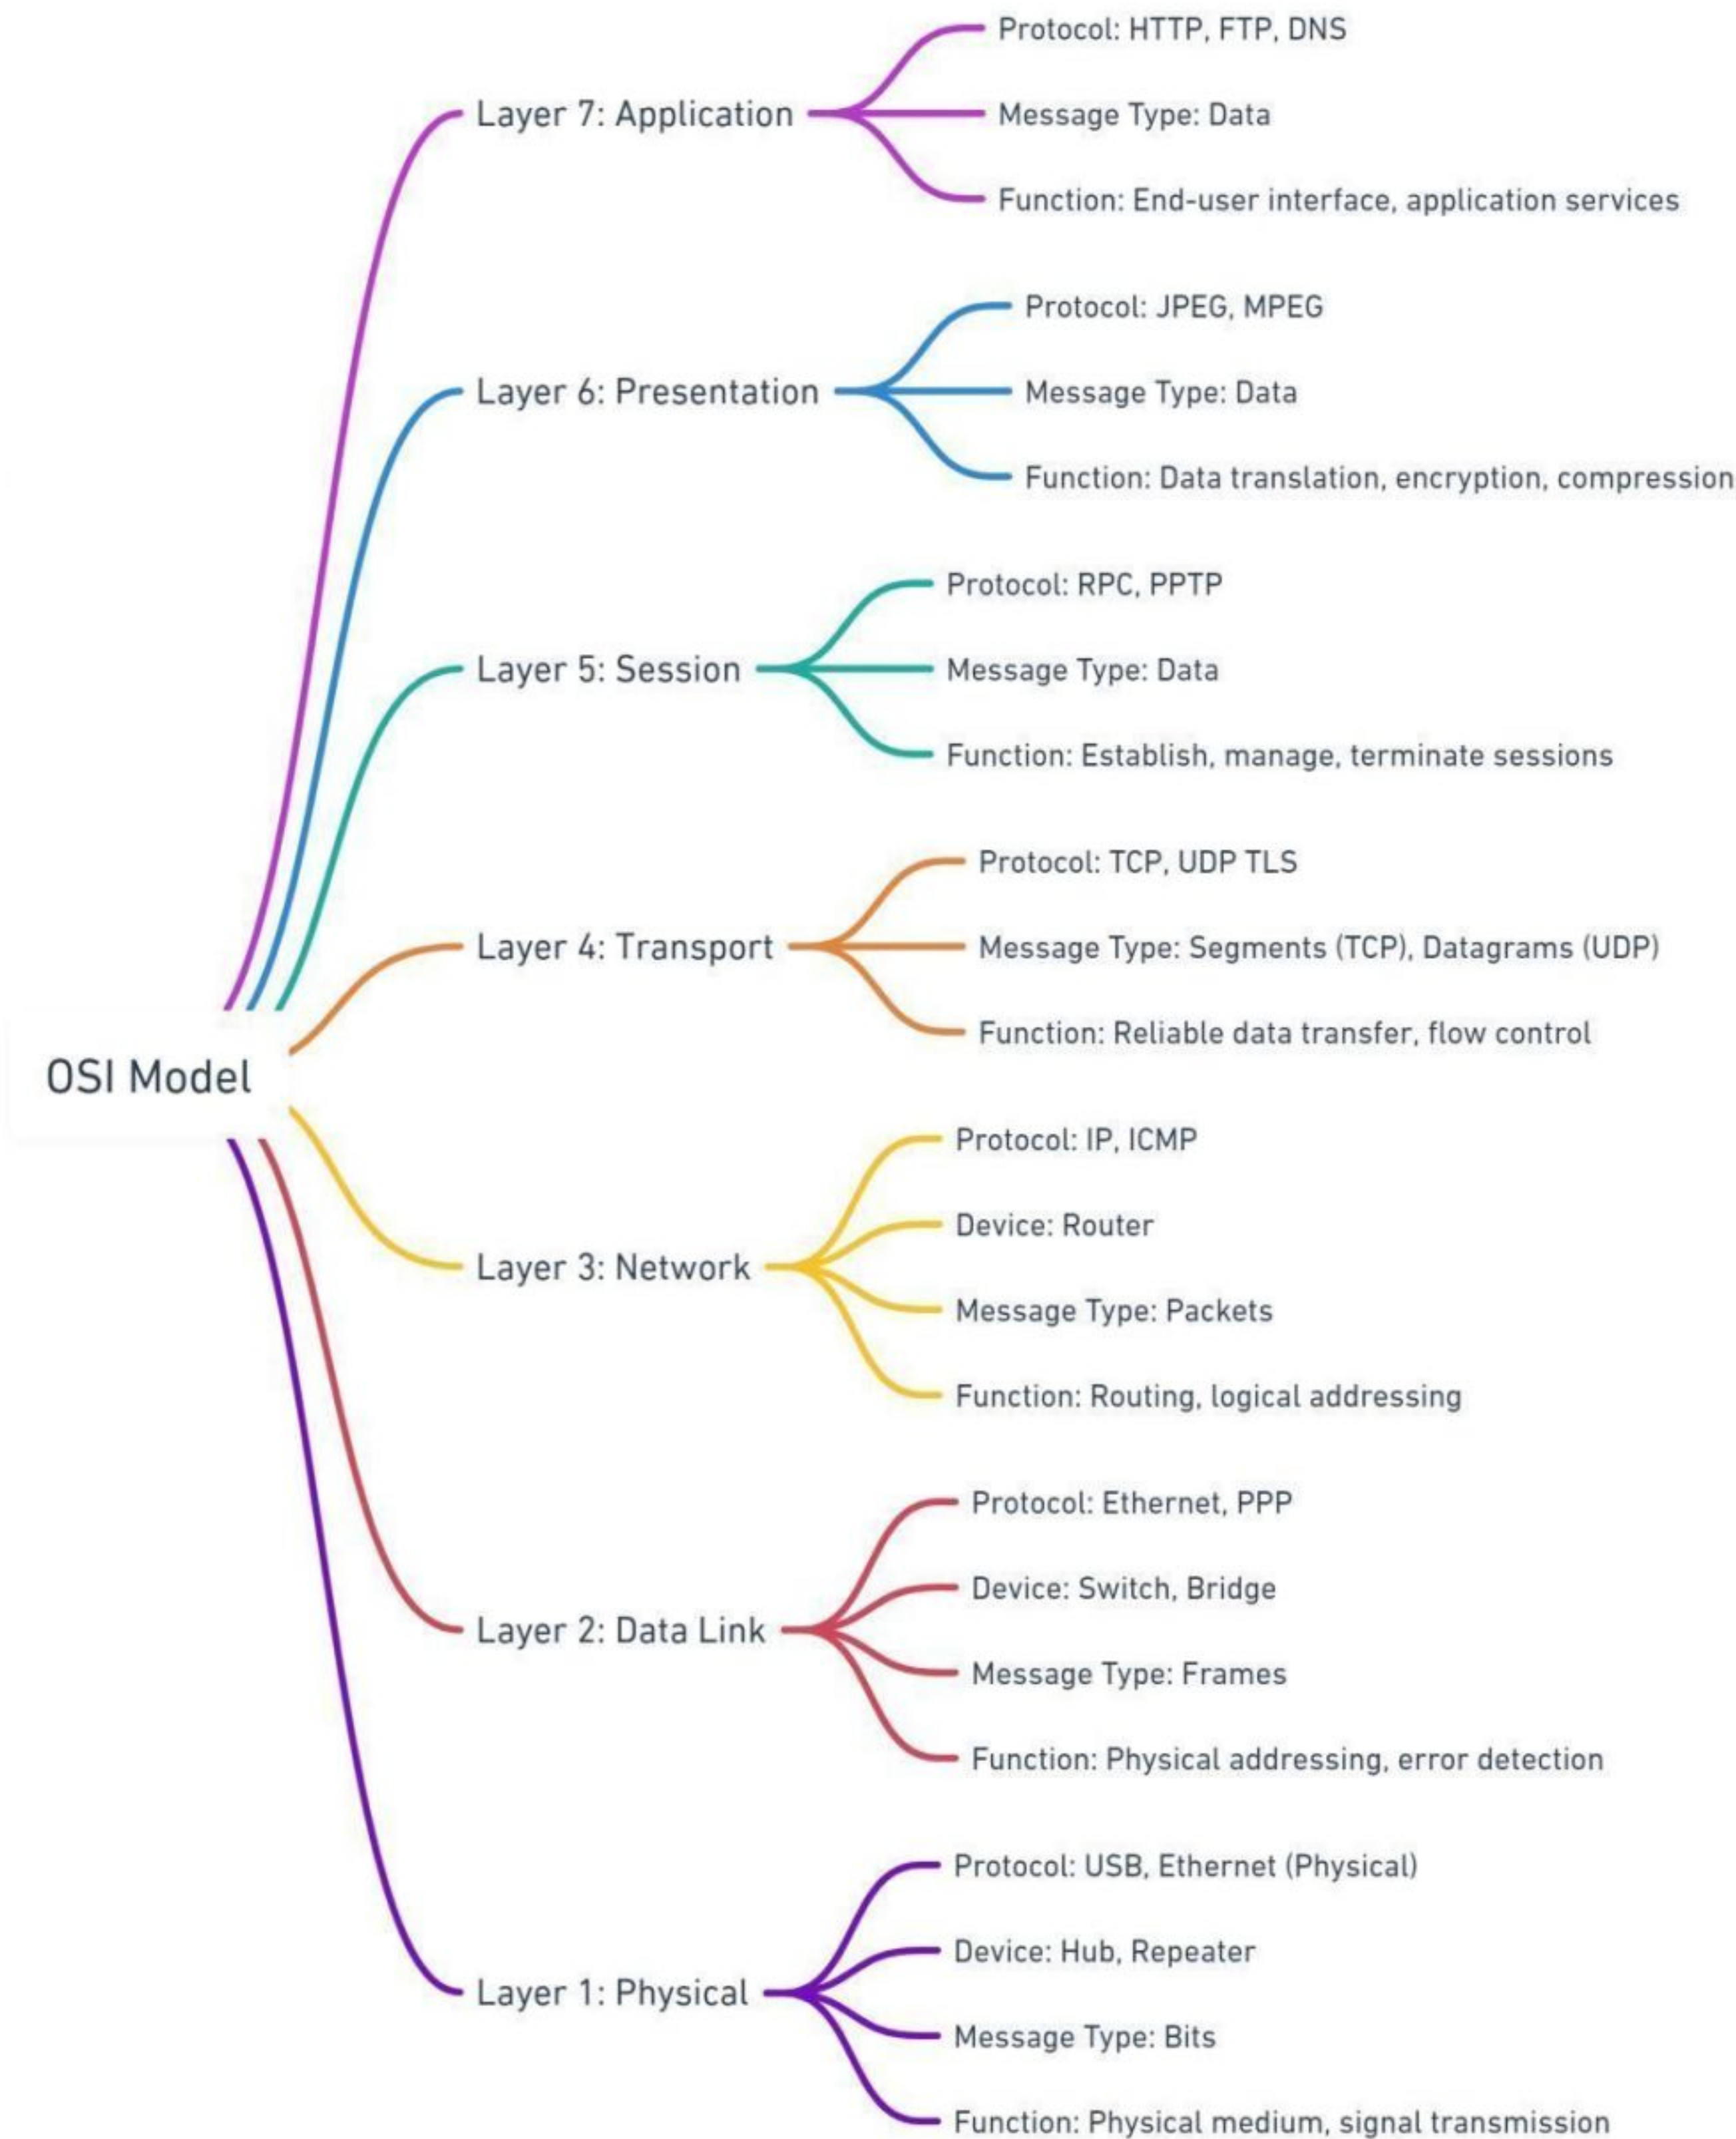 Protocol: HTTP, FTP, DNS
Layer 7: Application
Message Type: Data
Function: End-user interface, application services
Protocol: JPEG, MPEG
Layer 6: Presentation
Message Type: Data
Function: Data translation, encryption, compression
Protocol: RPC, PPTP
Layer 5: Session
Message Type: Data
Function: Establish, manage, terminate sessions
Protocol: TCP, UDP TLS
Layer 4: Transport
Message Type: Segments (TCP), Datagrams (UDP)
Function: Reliable data transfer, flow control
OSI Model
Protocol: IP, ICMP
Device: Router
Layer 3: Network
Message Type: Packets
Function: Routing, logical addressing
Protocol: Ethernet, PPP
Device: Switch, Bridge
Layer 2: Data Link
Message Type: Frames
Function: Physical addressing, error detection
Protocol: USB, Ethernet (Physical)
Device: Hub, Repeater
Layer 1: Physical
Message Type: Bits
Function: Physical medium, signal transmission